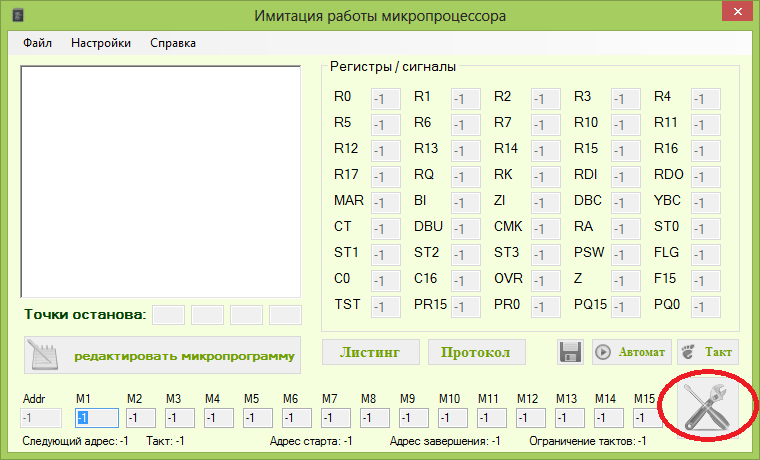 Имитация работы микропроцессора
Файл Настройки Справка
Регистры / сигналы
R0 -1 R1 -1 R2 -1 R3 -1 R4 -1
R5 -1 R6 -1 R7 -1 R10 -1 R11 -1
R12 -1 R13 -1 R14 -1 R15 -1 R16 -1
R17 -1 RQ -1 RK -1 RDI -1 RDO -1
MAR -1 BI -1 ZI -1 DBC -1 YBC -1
CT -1 DBU -1 CMK -1 RA -1 ST0 -1
ST1 -1 ST2 -1 ST3 -1 PSW -1 FLG -1
C0 -1 C16 -1 OVR -1 Z -1 F15 -1
TST -1 PR15 -1 PR0 -1 PQ15 -1 PQ0 -1
Точки останова:
редактировать микропрограмму
Листинг Протокол Автомат Такт
Addr M1 M2 M3 M4 M5 M6 M7 M8 M9 M10 M11 M12 M13 M14 M15
-1 -1 -1 -1 -1 -1 -1 -1 -1 -1 -1 -1 -1 -1 -1 -1
Следующий адрес: -1 Такт: -1 Адрес старта: -1 Адрес завершения: -1 Ограничение тактов: -1